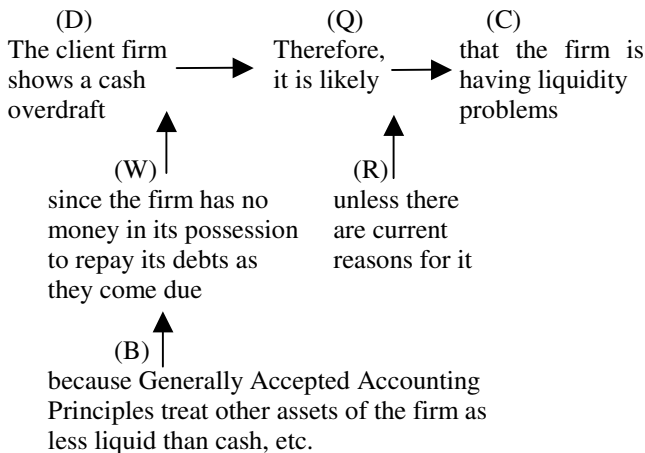 (D)
(Q)
(C)
The client firm
shows a cash
overdraft
Therefore,
it is likely
that the firm is
having liquidity
problems
(W)
since the firm has no
money in its possession
to repay its debts as
they come due
(R)
unless there
are current
reasons for it
(B)
because Generally Accepted Accounting
Principles treat other assets of the firm as
less liquid than cash, etc.